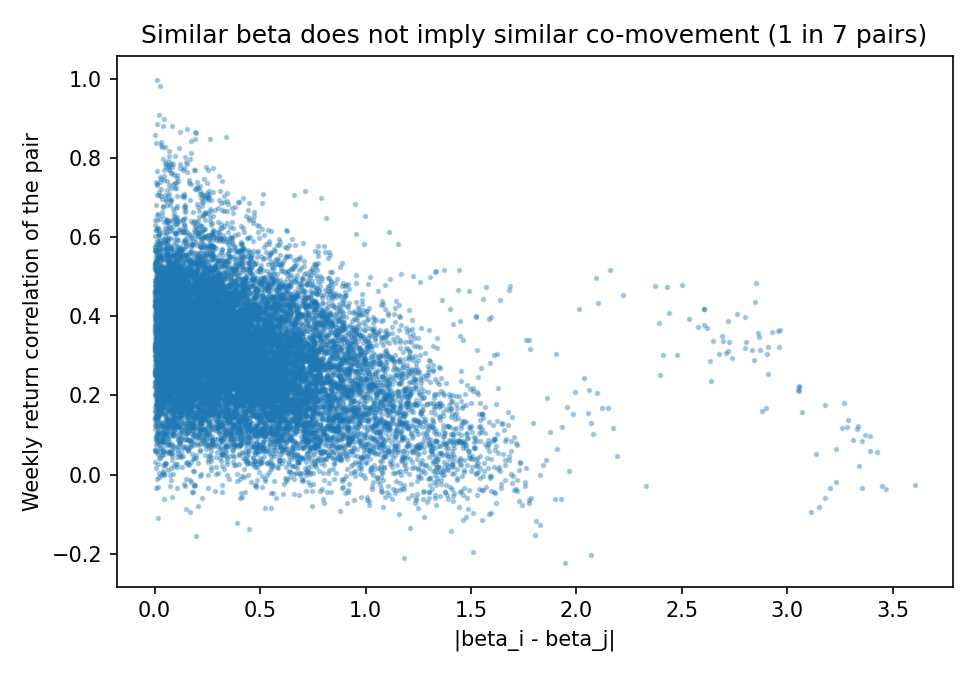 Similar beta does not imply similar co-movement (1 in 7 pairs)
Weekly return correlation of the pair
1.0
0.8
0.6
0.4
0.2
0.0
−0.2
0.0 0.5 1.0 1.5 2.0 2.5 3.0 3.5
|beta_i - beta_j|